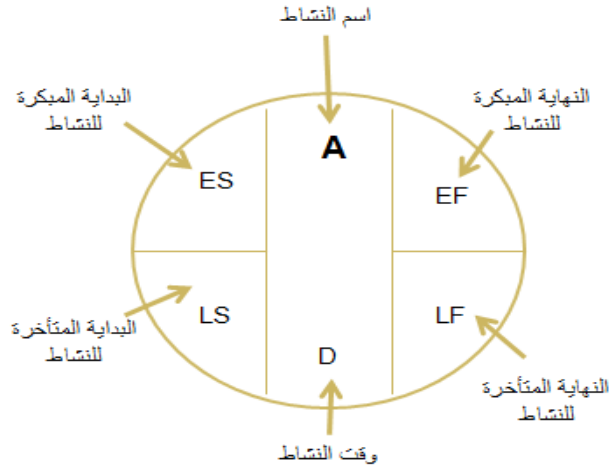 اسم النشاط
البداية المبكرة
للنشاط
النهاية المبكرة
للنشاط
A
ES
EF
LS
LF
D
البداية المتأخرة
للنشاط
النهاية المتأخرة
للنشاط
وقت النشاط